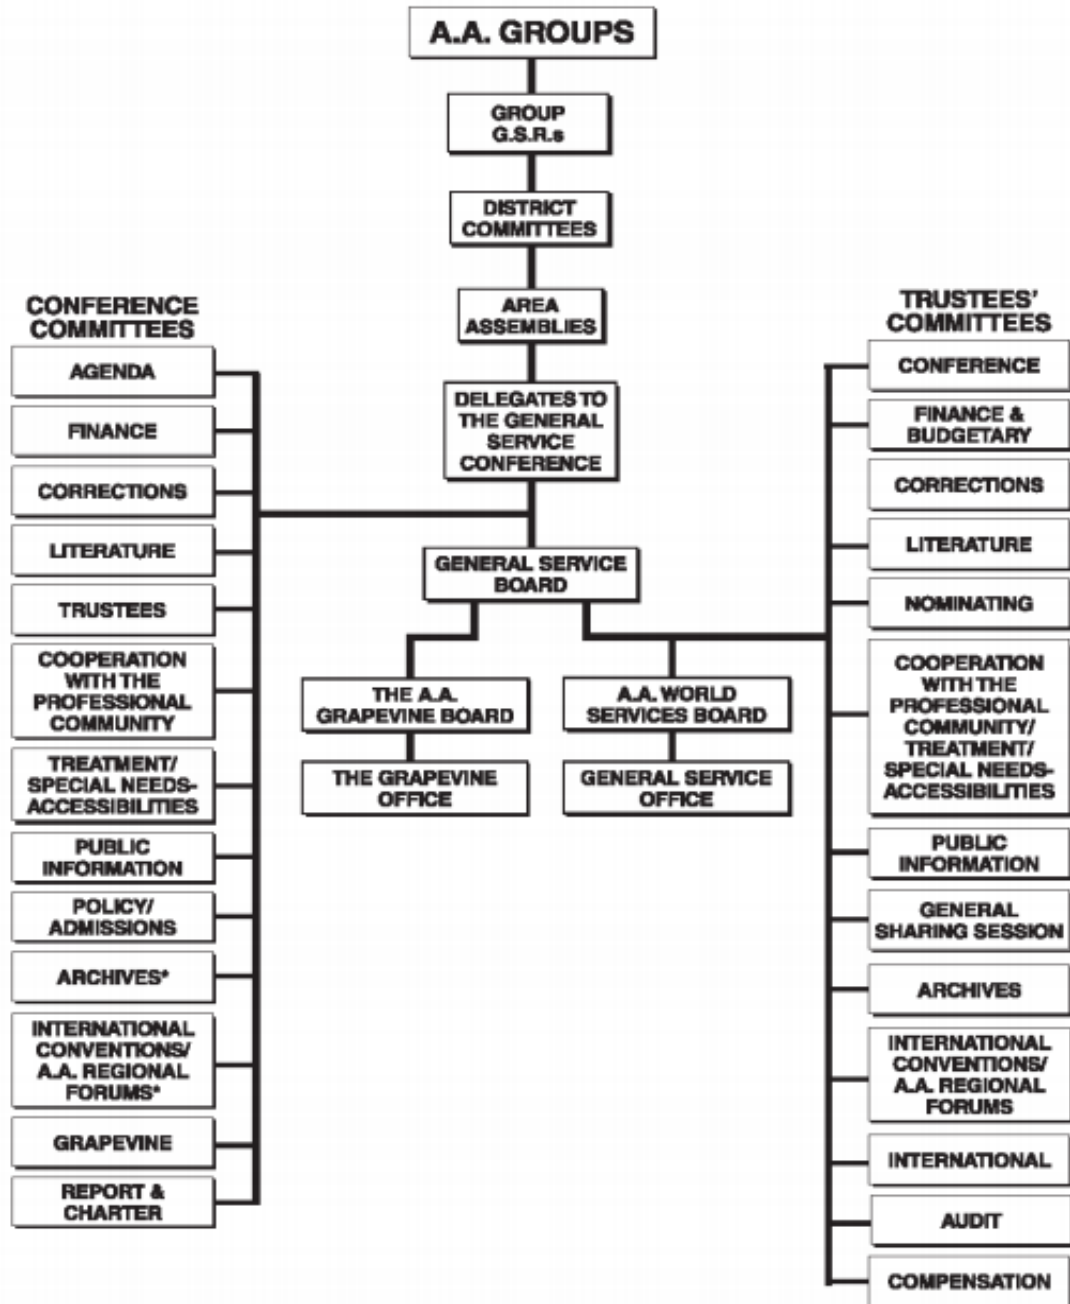 A.A. GROUPS
GROUP
G.S.R.s
DISTRICT
COMMITTEES
AREA
ASSEMBLIES
DELEGATES TO
THE GENERAL
SERVICE
CONFERENCE
GENERAL SERVICE
BOARD
THE A.A.
GRAPEVINE BOARD
THE GRAPEVINE
OFFICE
A.A. WORLD
SERVICES BOARD
GENERAL SERVICE
OFFICE
CONFERENCE
COMMITTEES
AGENDA
FINANCE
CORRECTIONS
LITERATURE
TRUSTEES
COOPERATION
WITH THE
PROFESSIONAL
COMMUNITY
TREATMENT/
SPECIAL NEEDS-
ACCESSIBILITIES
PUBLIC
INFORMATION
POLICY/
ADMISSIONS
ARCHIVES*
INTERNATIONAL
CONVENTIONS/
A.A. REGIONAL
FORUMS*
GRAPEVINE
REPORT &
CHARTER
TRUSTEES'
COMMITTEES
CONFERENCE
FINANCE &
BUDGETARY
CORRECTIONS
LITERATURE
NOMINATING
COOPERATION
WITH THE
PROFESSIONAL
COMMUNITY/
TREATMENT/
SPECIAL NEEDS-
ACCESSIBILITIES
PUBLIC
INFORMATION
GENERAL
SHARING SESSION
ARCHIVES
INTERNATIONAL
CONVENTIONS/
A.A. REGIONAL
FORUMS
INTERNATIONAL
AUDIT
COMPENSATION